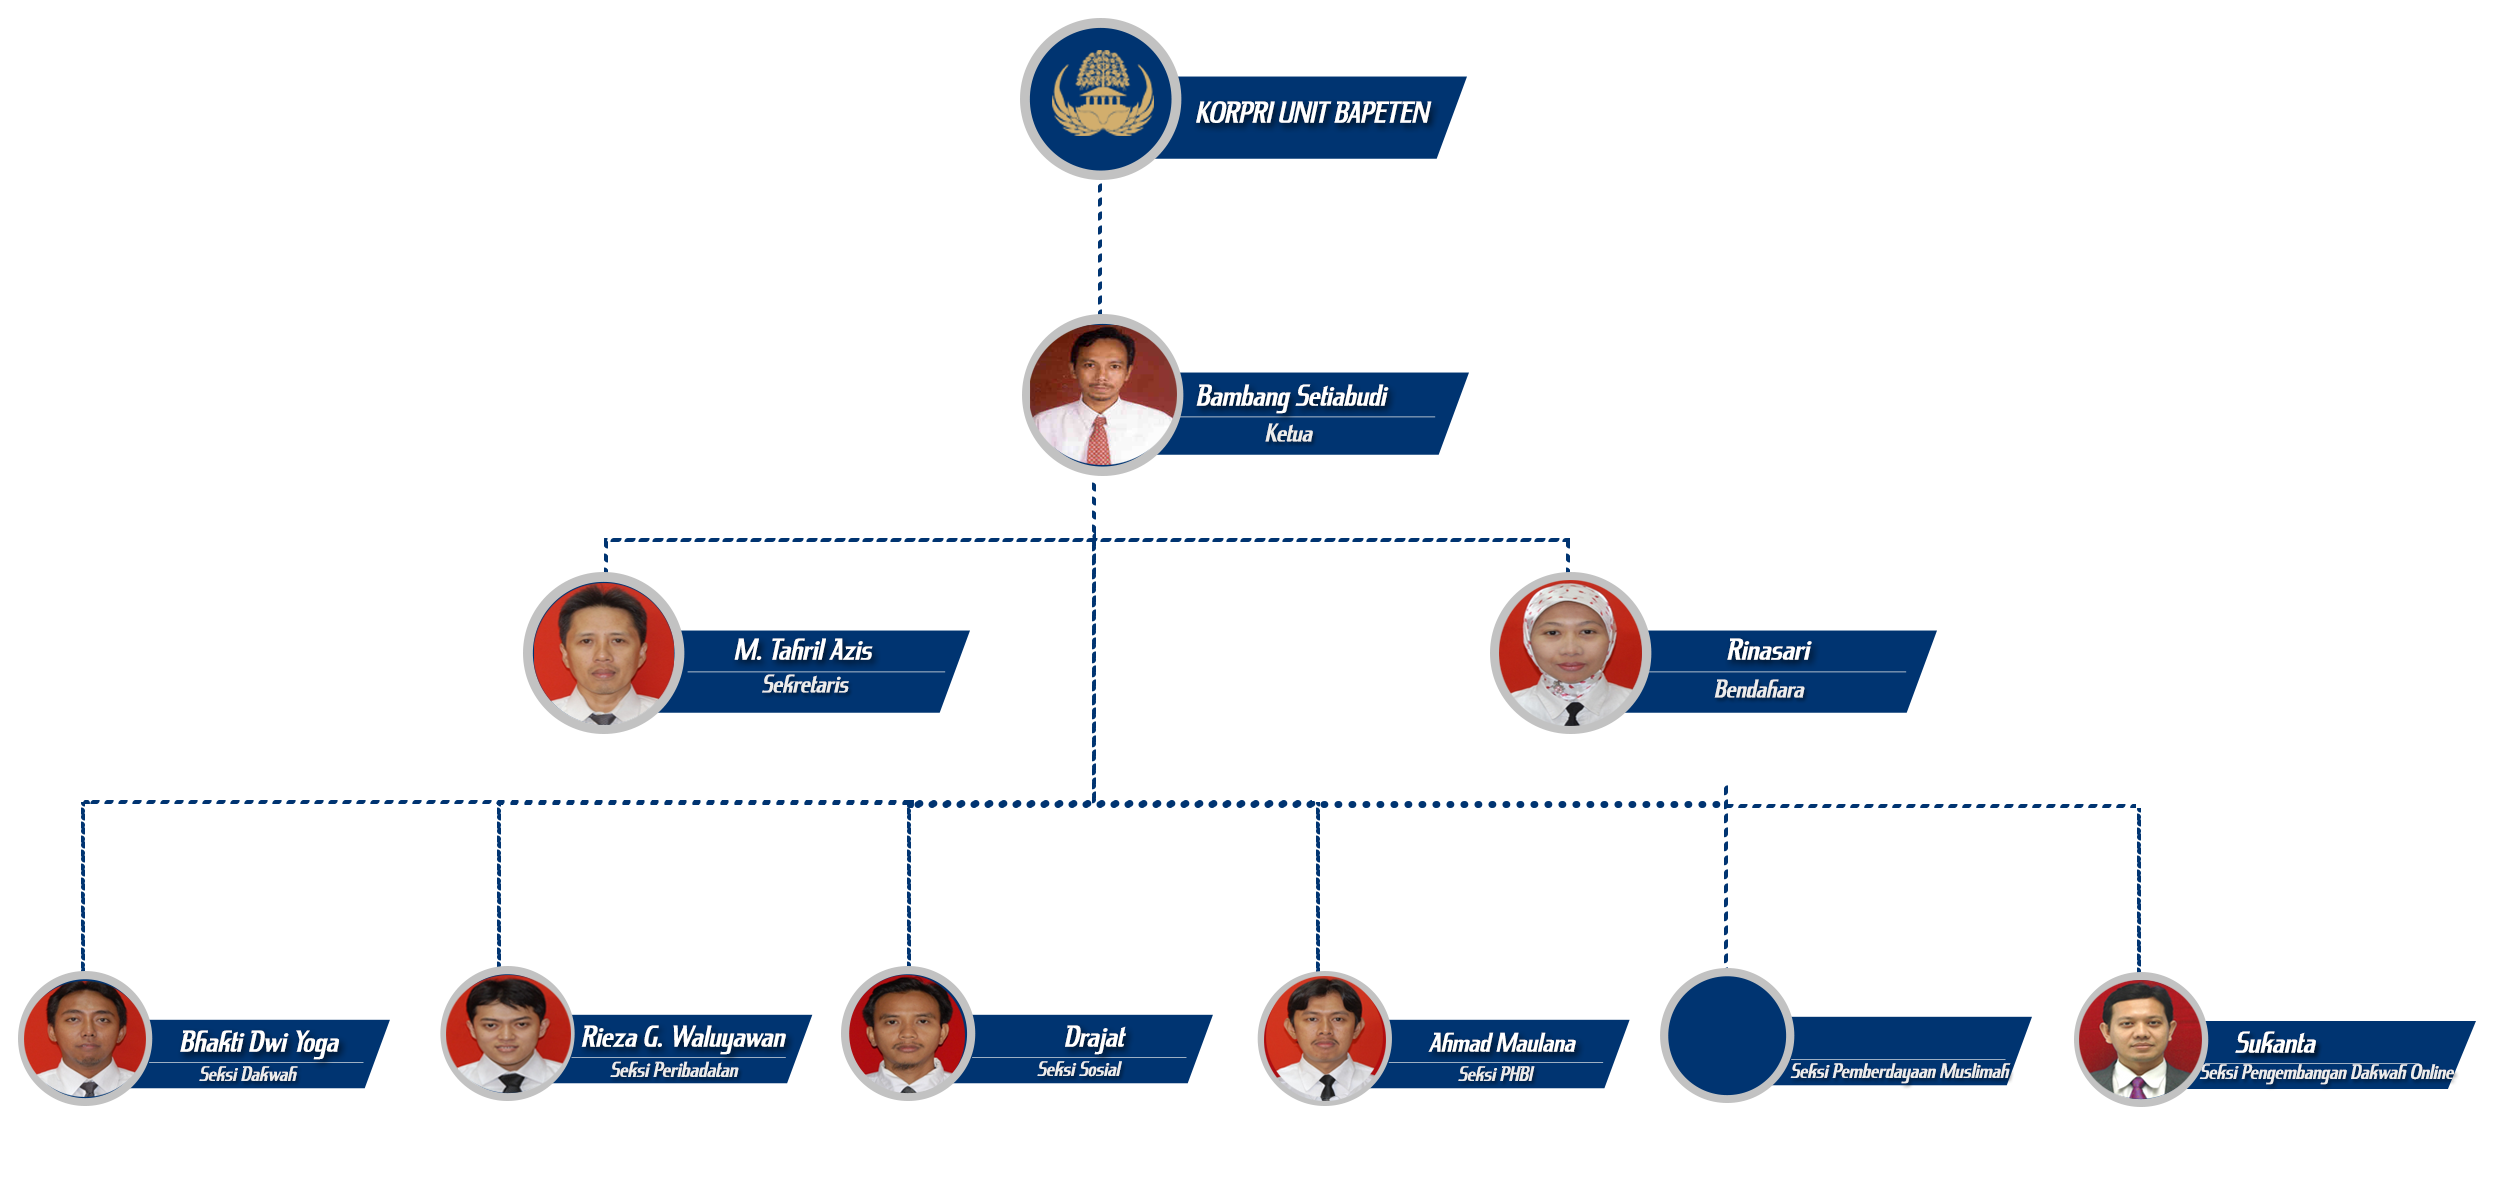 KORPRI UNIT BAPETEN
Bambang Setiabudi
Ketua
M. Tahril Azis
Sekretaris
Rinasari
Bendahara
Bhakti Dwi Yoga
Seksi Dakwah
Rieza G. Waluyawan
Seksi Peribadatan
Drajat
Seksi Sosial
Ahmad Maulana
Seksi PHBI
Seksi Pemberdayaan Muslimah
Sukanta
Seksi Pengembangan Dakwah Online